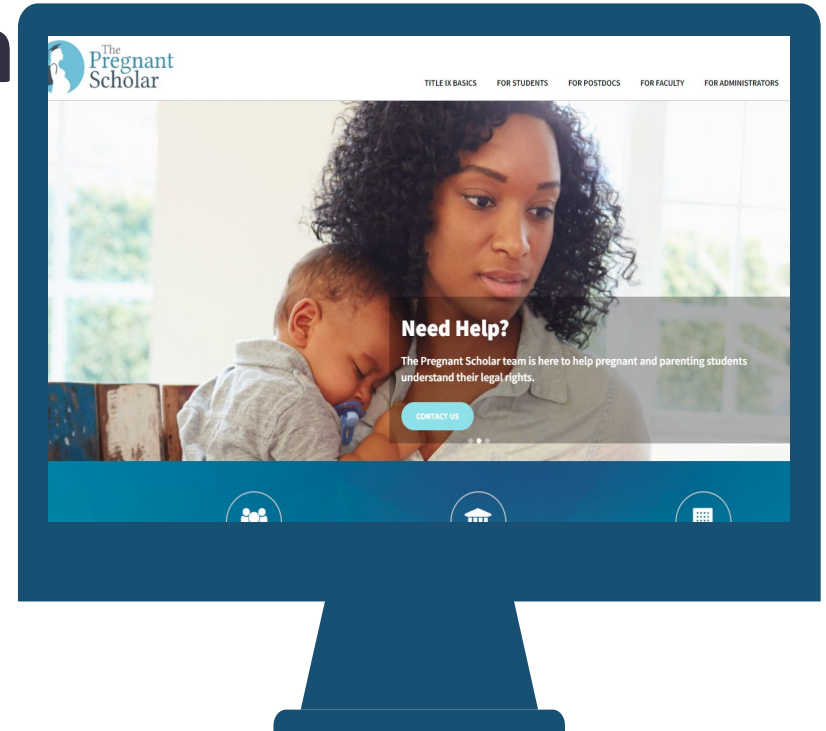 The
Pregnant
Scholar
TITLE IX BASICS FOR STUDENTS FOR POSTDOCS FOR FACULTY FOR ADMINISTRATORS
Need Help?
The Pregnant Scholar team is here to help pregnant and parenting students
understand their legal rights.
CONTACT US